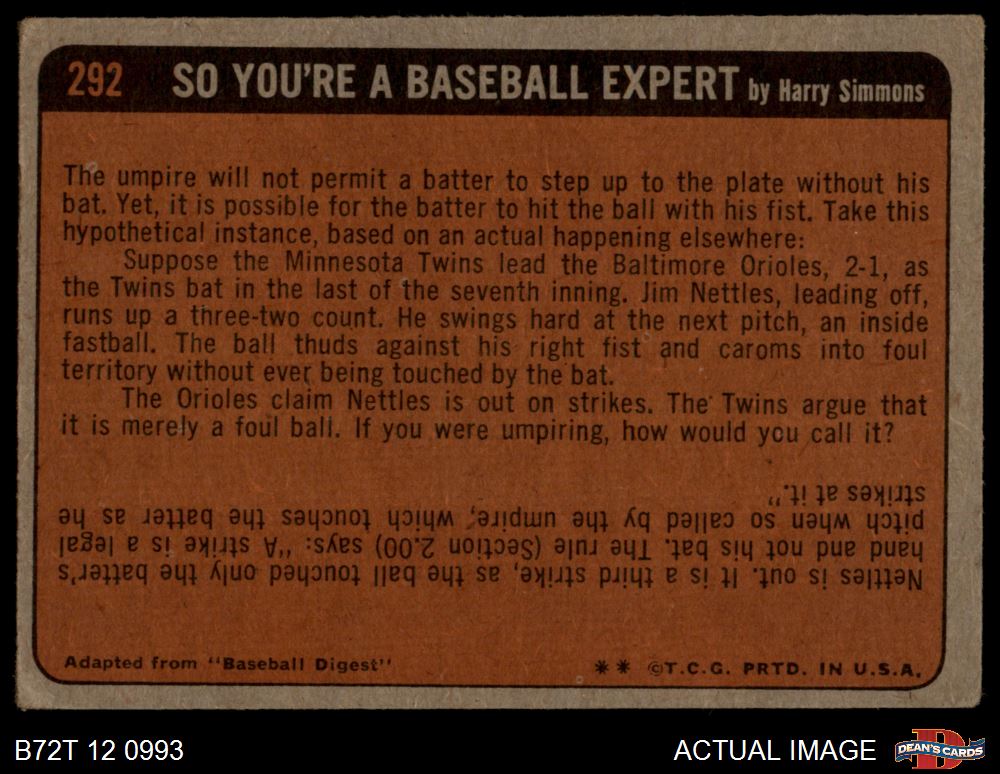 292 SO YOU'RE A BASEBALL EXPERT by Harry Simmons
The umpire will not permit a batter to step up to the plate without his
bat. Yet, it is possible for the batter to hit the ball with his fist. Take this
hypothetical instance, based on an actual happening elsewhere:
Suppose the Minnesota Twins lead the Baltimore Orioles, 2-1, as
the Twins bat in the last of the seventh inning. Jim Nettles, leading off,
runs up a three-two count. He swings hard at the next pitch, an inside
fastball. The ball thuds against his right fist and caroms into foul
territory without ever being touched by the bat.
The Orioles claim Nettles is out on strikes. The Twins argue that
it is merely a foul ball. If you were umpiring, how would you call it?
Nettles is out. It is a third strike, as the ball touched only the batter's
hand and not his bat. The rule (Section 2.00) says: "A strike is a legal
pitch when so called by the umpire, which touches the batter as he
strikes at it."
Adapted from "Baseball Digest" ** ©T.C.G. PRTD. IN U.S.A.
B72T 12 0993 ACTUAL IMAGE DEAN'S CARDS